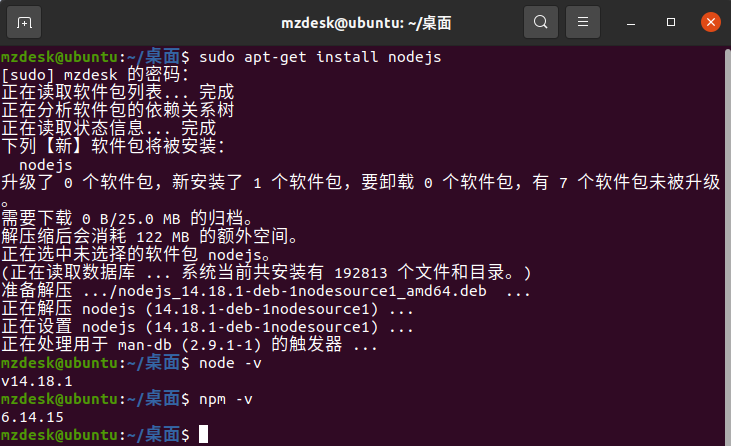 mzdesk@ubuntu: ~/桌面
mzdesk@ubuntu:~/桌面$ sudo apt-get install nodejs
[sudo] mzdesk 的密码：
正在读取软件包列表... 完成
正在分析软件包的依赖关系树
正在读取状态信息... 完成
下列【新】软件包将被安装：
  nodejs
升级了 0 个软件包，新安装了 1 个软件包，要卸载 0 个软件包，有 7 个软件包未被升级
。
需要下载 0 B/25.0 MB 的归档。
解压缩后会消耗 122 MB 的额外空间。
正在选中未选择的软件包 nodejs。
(正在读取数据库 ... 系统当前共安装有 192813 个文件和目录。)
准备解压 .../nodejs_14.18.1-deb-1nodesource1_amd64.deb  ...
正在解压 nodejs (14.18.1-deb-1nodesource1) ...
正在设置 nodejs (14.18.1-deb-1nodesource1) ...
正在处理用于 man-db (2.9.1-1) 的触发器 ...
mzdesk@ubuntu:~/桌面$ node -v
v14.18.1
mzdesk@ubuntu:~/桌面$ npm -v
6.14.15
mzdesk@ubuntu:~/桌面$